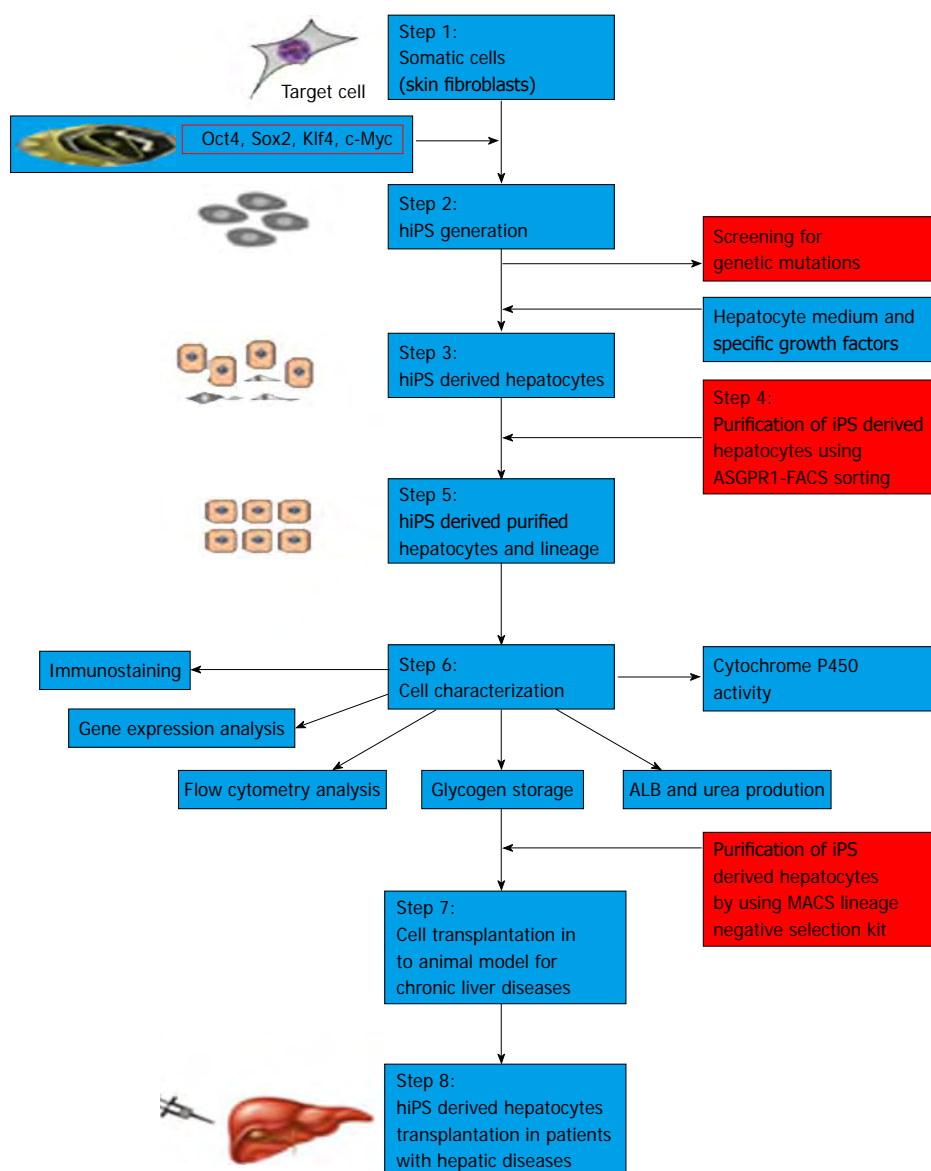 Step 1:
Somatic cells
(skin fibroblasts)
Target cell
Oct4, Sox2, Klf4, c-Myc
Step 2:
hiPS generation
Screening for
genetic mutations
Hepatocyte medium and
specific growth factors
Step 3:
hiPS derived hepatocytes
Step 4:
Purification of iPS derived
hepatocytes using
ASGPR1-FACS sorting
Step 5:
hiPS derived purified
hepatocytes and lineage
Step 6:
Cell characterization
Immunostaining
Cytochrome P450
activity
Gene expression analysis
Flow cytometry analysis
Glycogen storage
ALB and urea prodution
Purification of iPS
derived hepatocytes
by using MACS lineage
negative selection kit
Step 7:
Cell transplantation in
to animal model for
chronic liver diseases
Step 8:
hiPS derived hepatocytes
transplantation in patients
with hepatic diseases